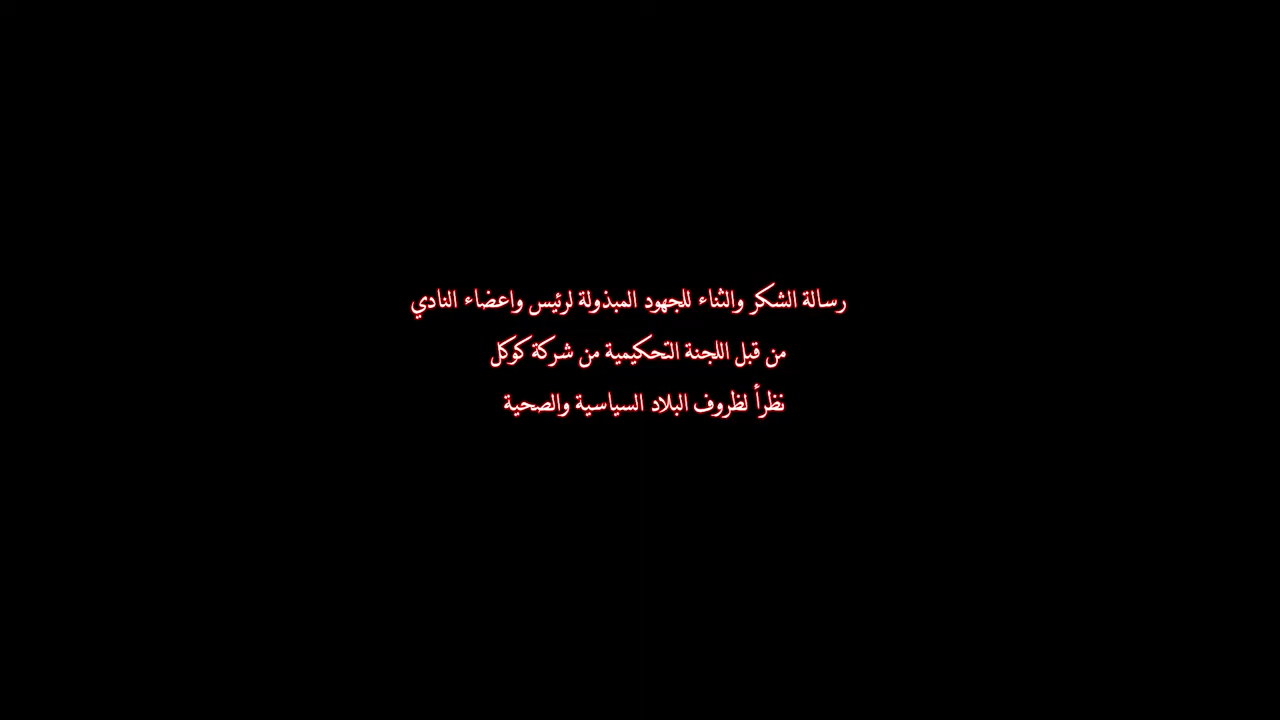 رسالة الشكر والثناء للجهود المبذولة لرئيس واعضاء النادي
من قبل اللجنة التحكيمية من شركة كوكل
نظرأ لظروف البلاد السياسية والصحية